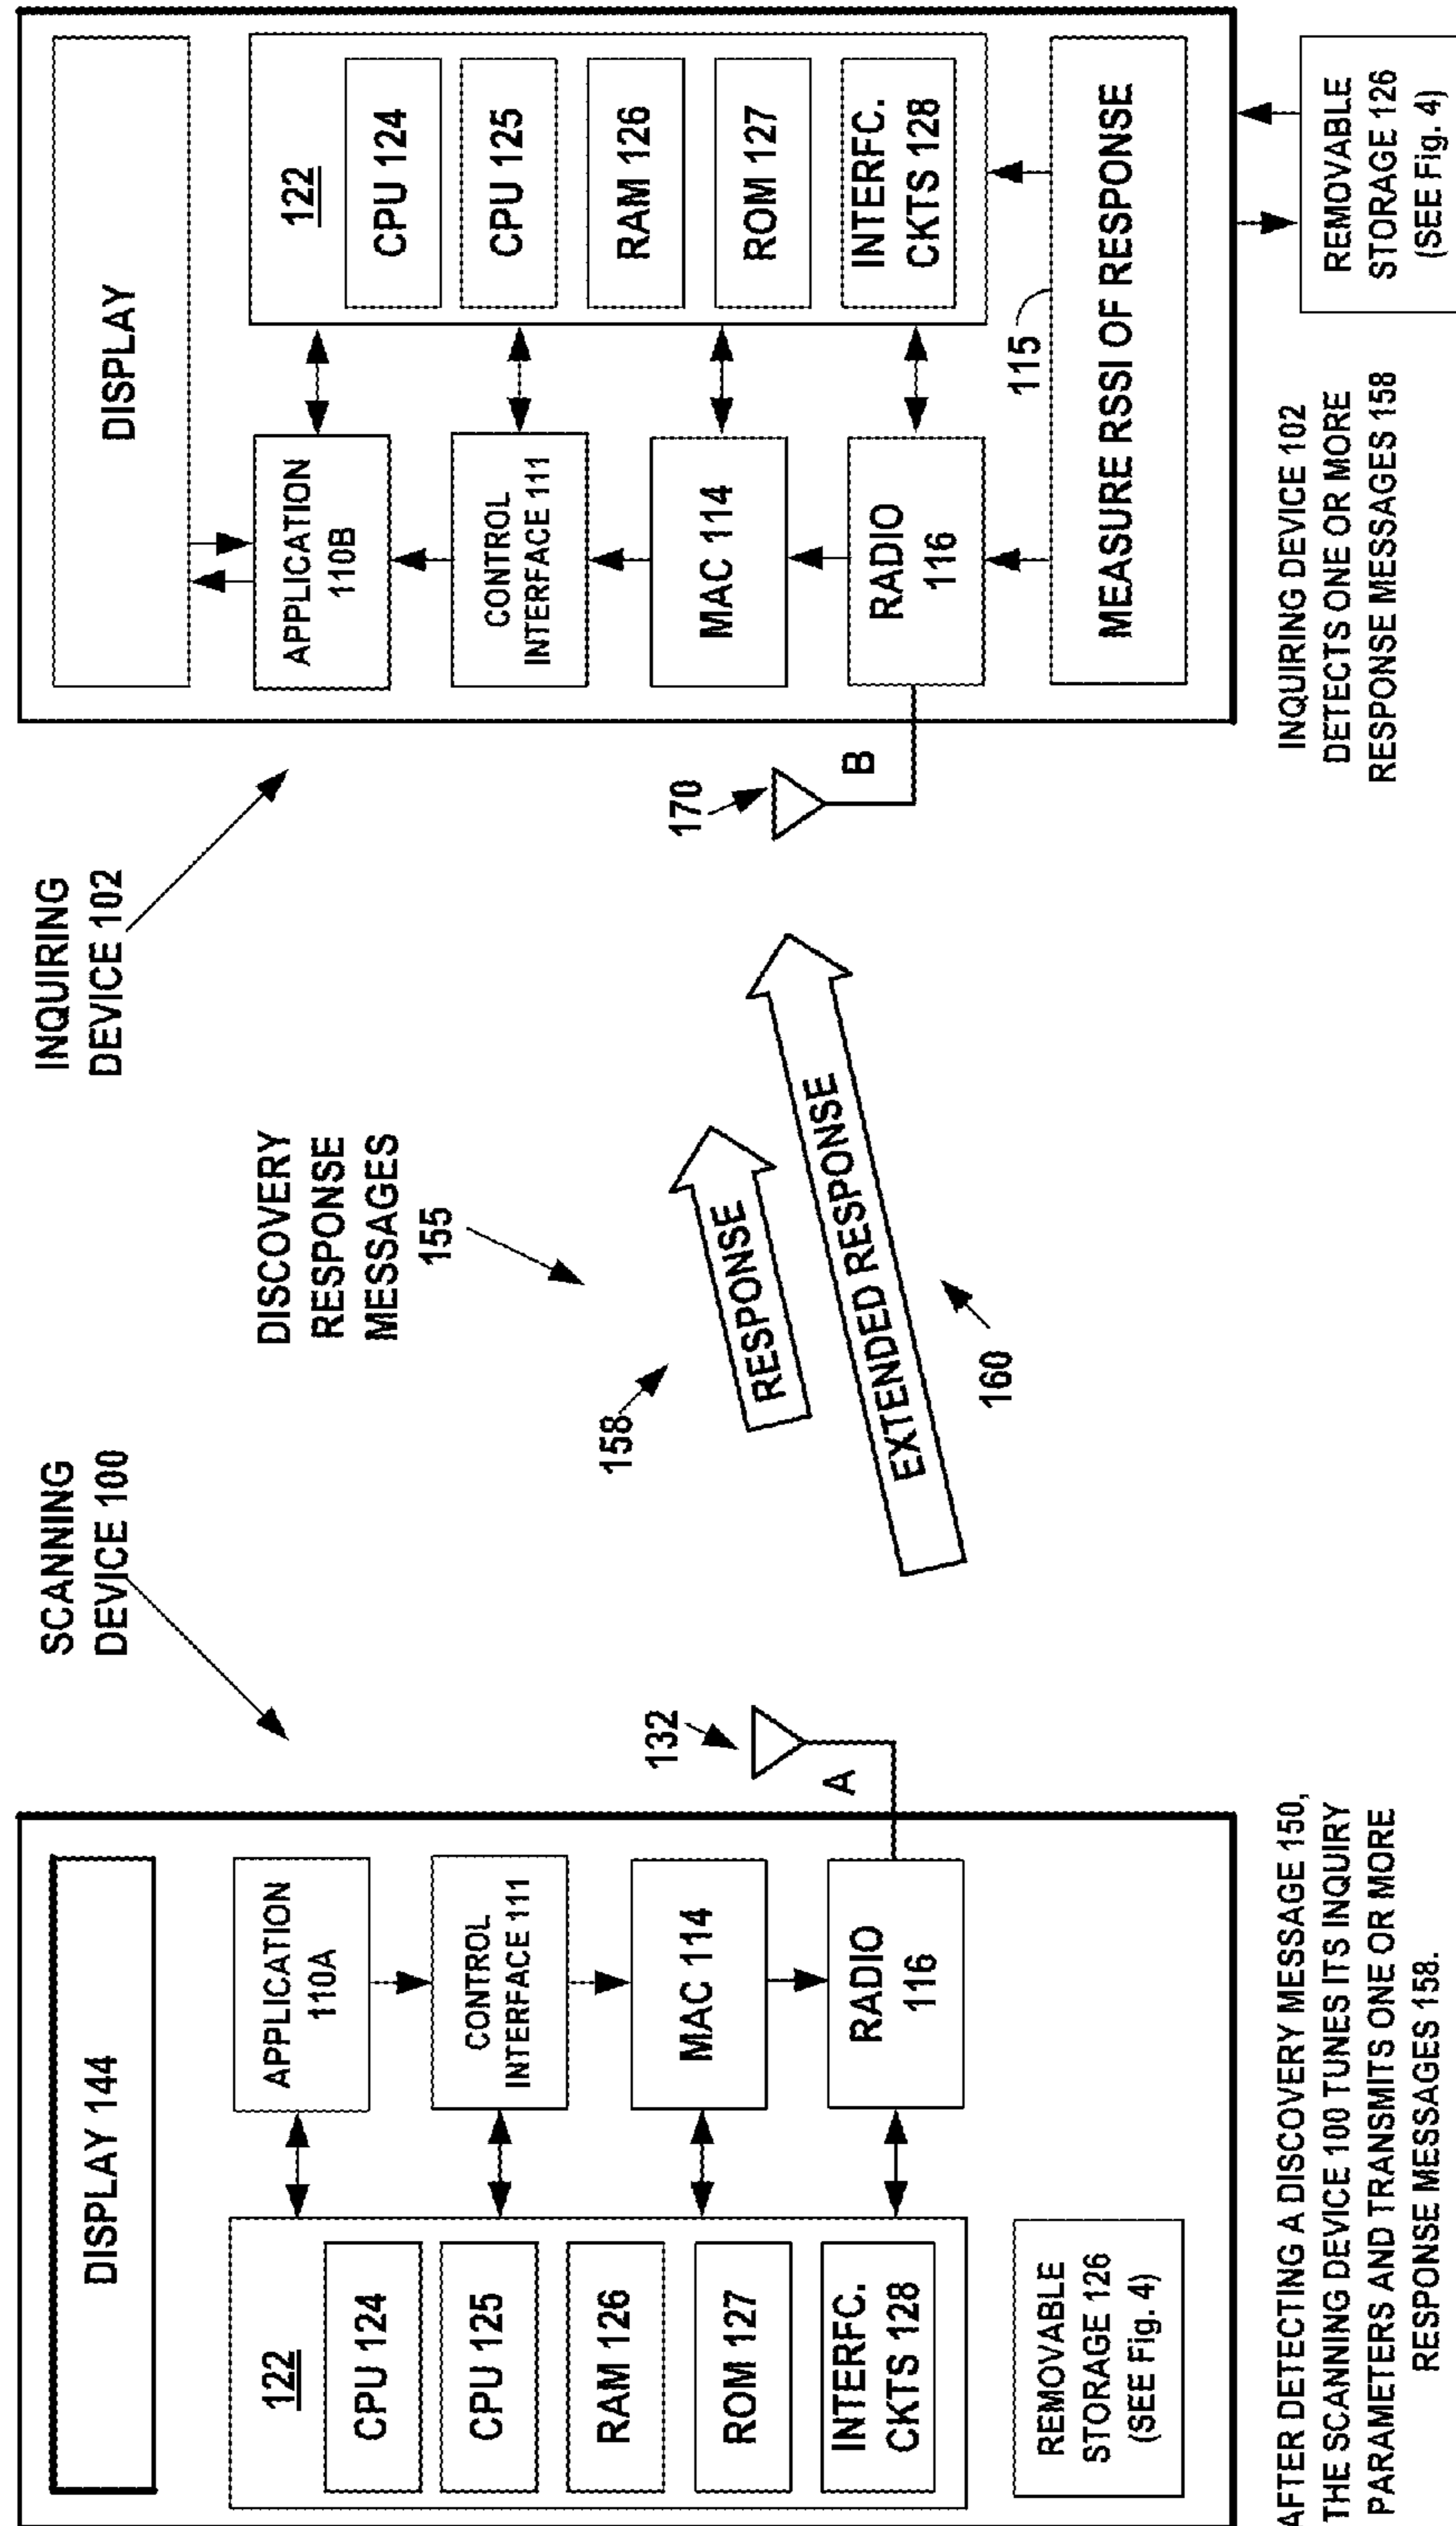 SCANNING
DEVICE 100
DISPLAY 144
122
CPU 124
CPU 125
RAM 126
ROM 127
INTERFC.
CKTS 128
APPLICATION
110A
CONTROL
INTERFACE 111
MAC 114
RADIO
116
REMOVABLE
STORAGE 126
(SEE Fig. 4)
132
A
AFTER DETECTING A DISCOVERY MESSAGE 150,
THE SCANNING DEVICE 100 TUNES ITS INQUIRY
PARAMETERS AND TRANSMITS ONE OR MORE
RESPONSE MESSAGES 158.
DISCOVERY
RESPONSE
MESSAGES
155
158
RESPONSE
EXTENDED RESPONSE
160
INQUIRING
DEVICE 102
170
B
DISPLAY
APPLICATION
110B
CONTROL
INTERFACE 111
MAC 114
RADIO
116
122
CPU 124
CPU 125
RAM 126
ROM 127
INTERFC.
CKTS 128
115
MEASURE RSSI OF RESPONSE
INQUIRING DEVICE 102
DETECTS ONE OR MORE
RESPONSE MESSAGES 158
REMOVABLE
STORAGE 126
(SEE Fig. 4)